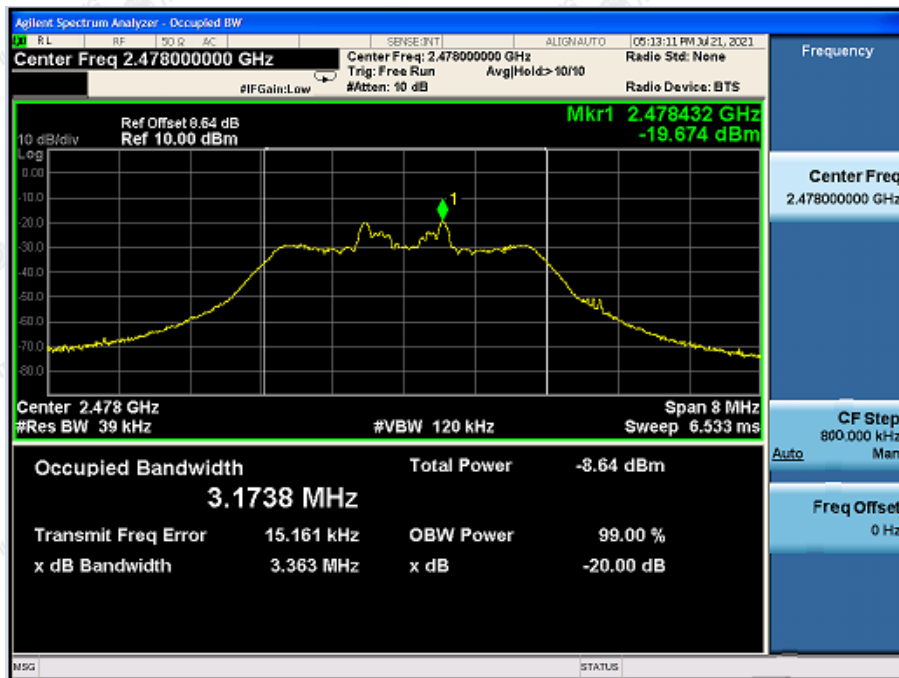 Agilent Spectrum Analyzer - Occupied BW
RL RF 50 Ω AC SENSE:INT ALIGNAUTO 05:13:11 PM Jul 21, 2021
Center Freq 2.478000000 GHz
Center Freq: 2.478000000 GHz
Radio Std: None
Trig: Free Run Avg|Hold:> 10/10
#IFGain:Low
#Atten: 10 dB
Radio Device: BTS
Frequency
Mkr1 2.478432 GHz
-19.674 dBm
Ref Offset 8.64 dB
10 dB/div Ref 10.00 dBm
Log
0.00
-10.0
-20.0
-30.0
-40.0
-50.0
-60.0
-70.0
-80.0
1
Center Freq
2.478000000 GHz
Center 2.478 GHz Span 8 MHz
#Res BW 39 kHz #VBW 120 kHz Sweep 6.533 ms
CF Step
800.000 kHz
Auto Man
Occupied Bandwidth Total Power -8.64 dBm
3.1738 MHz
Transmit Freq Error 15.161 kHz OBW Power 99.00 %
x dB Bandwidth 3.363 MHz x dB -20.00 dB
Freq Offset
0 Hz
MSG STATUS